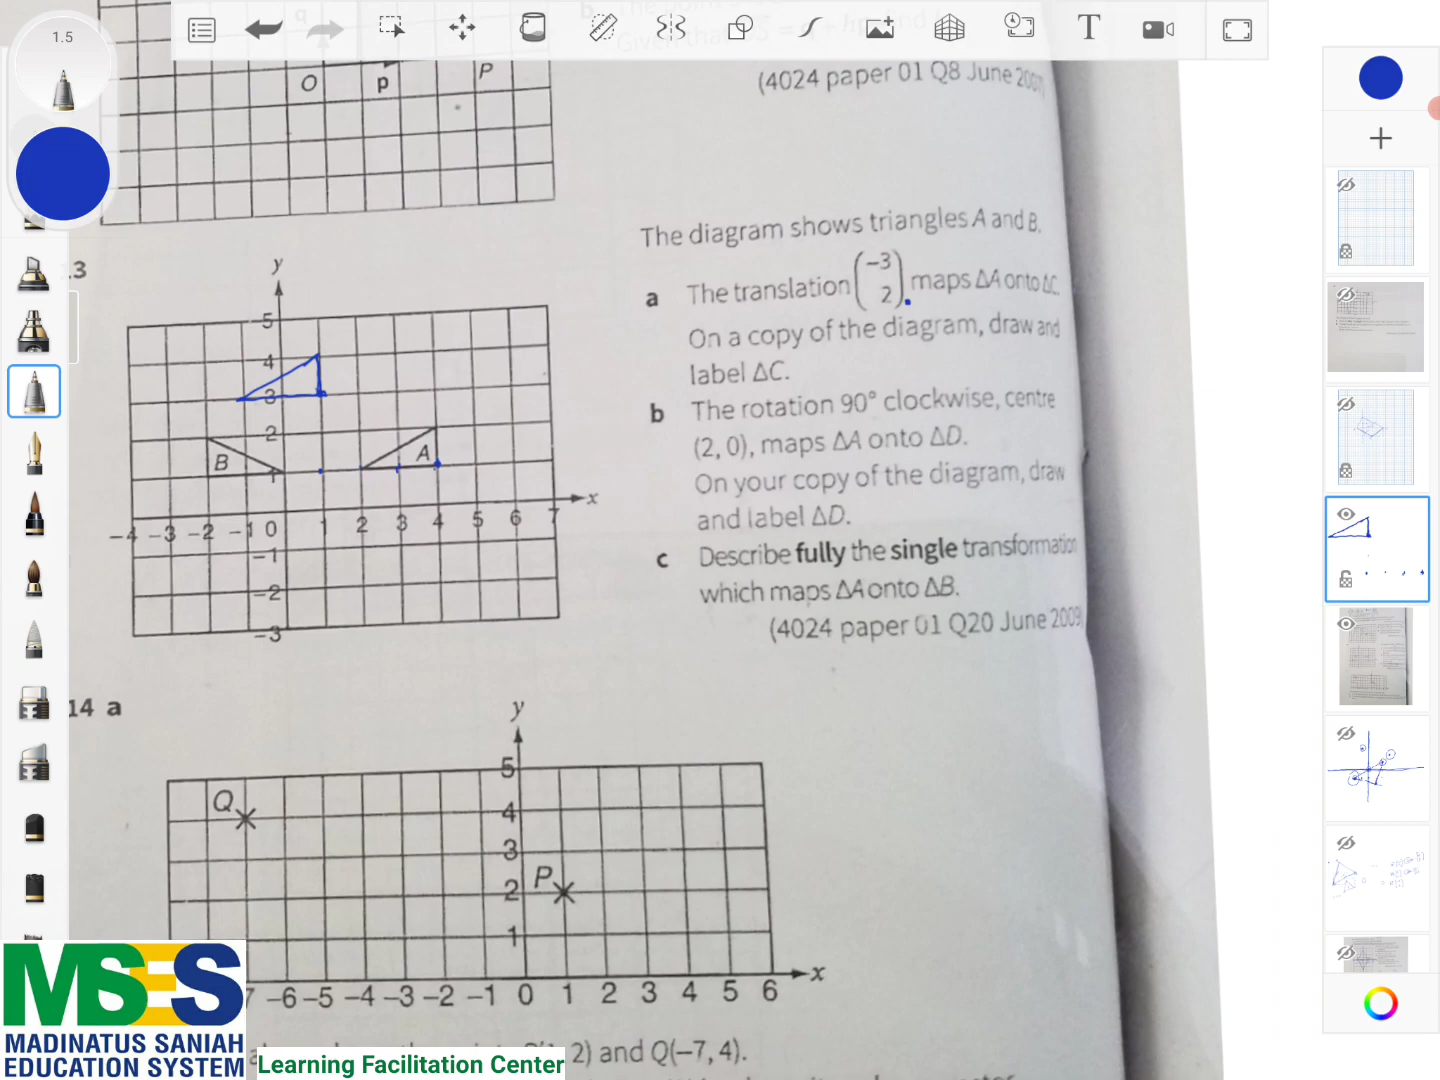 1.5
q
O
p
P
(4024 paper 01 Q8 June
13
The diagram shows triangles A and B.
y
a The translation (-3 2) maps ΔA onto ΔC.
On a copy of the diagram, draw and
label ΔC.
b The rotation 90° clockwise, centre
(2, 0), maps ΔA onto ΔD.
On your copy of the diagram, draw
and label ΔD.
c Describe fully the single transformation
which maps ΔA onto ΔB.
(4024 paper 01 Q20 June 2009)
5
4
3
2
B
A
1
x
-4 -3 -2 -1 0 1 2 3 4 5 6 7
-1
-2
-3
14 a
y
5
Q
4
3
P
2
1
x
7 -6 -5 -4 -3 -2 -1 0 1 2 3 4 5 6
2) and Q(-7, 4).
T
MSES
MADINATUS SANIAH
EDUCATION SYSTEM
Learning Facilitation Center